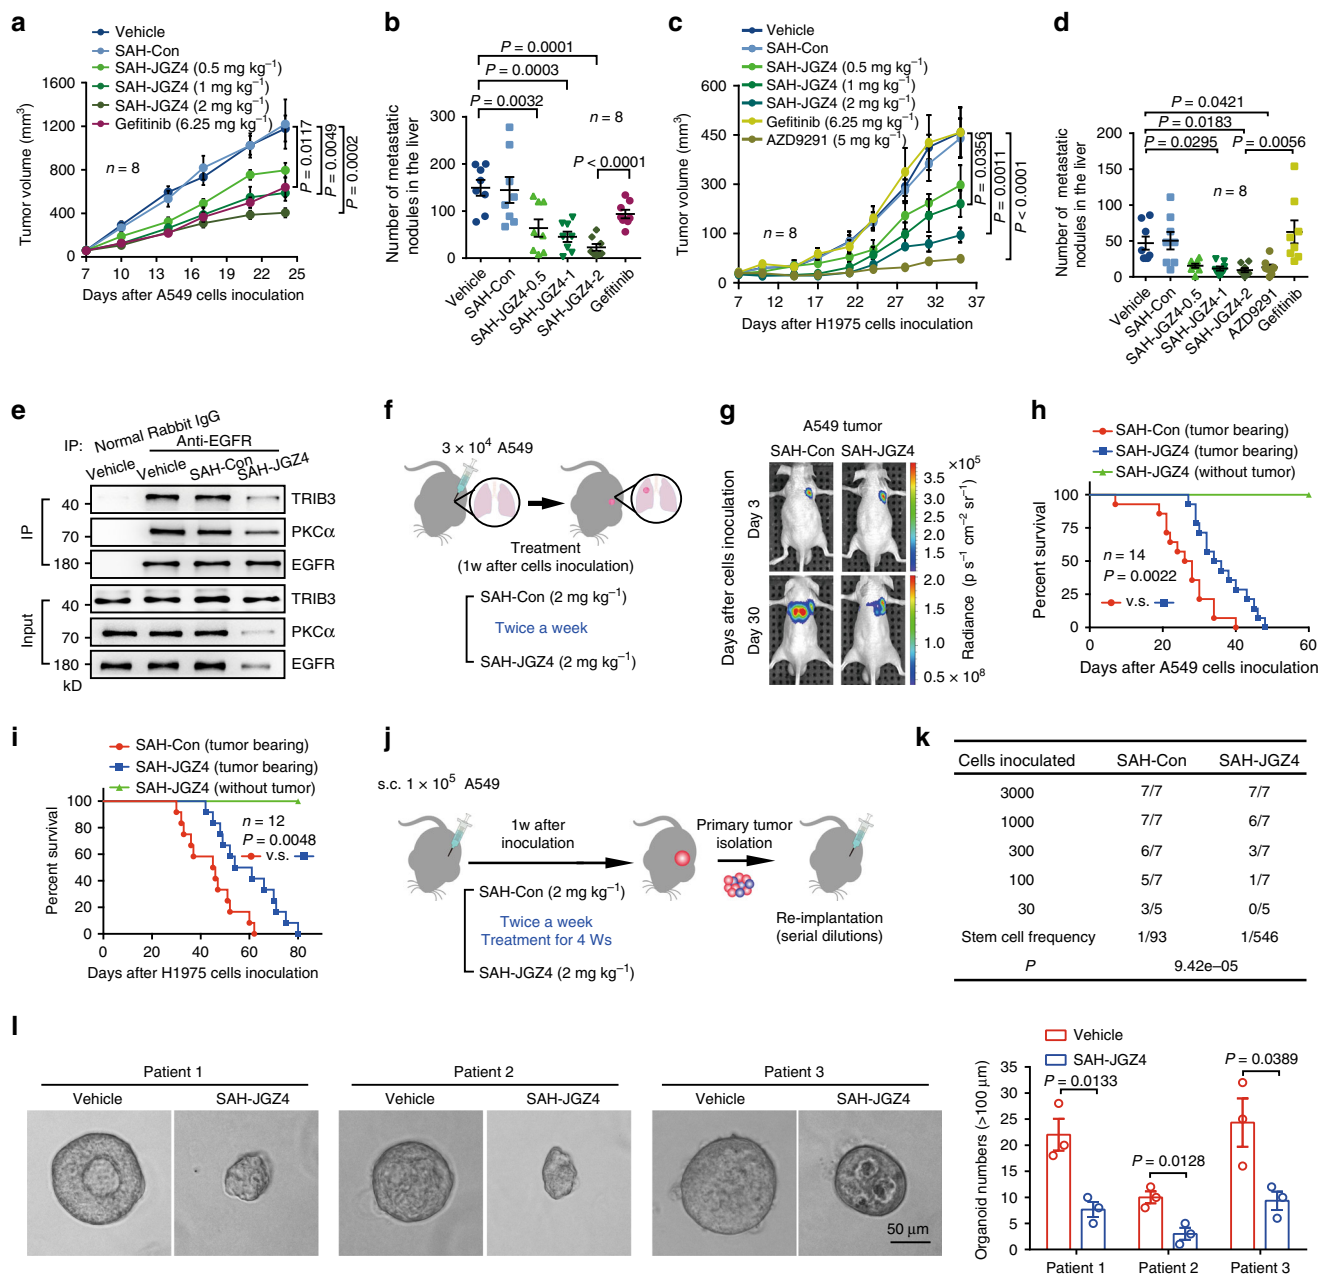 a
Vehicle
SAH-Con
SAH-JGZ4 (0.5 mg kg⁻¹)
SAH-JGZ4 (1 mg kg⁻¹)
SAH-JGZ4 (2 mg kg⁻¹)
Gefitinib (6.25 mg kg⁻¹)
Tumor volume (mm³)
1600
1200
800
400
0
n = 8
P = 0.0117
P = 0.0049
P = 0.0002
7 10 13 16 19 22 25
Days after A549 cells inoculation
b
P = 0.0001
P = 0.0003
P = 0.0032
n = 8
P < 0.0001
Number of metastatic
nodules in the liver
300
200
100
0
Vehicle
SAH-Con
SAH-JGZ4-0.5
SAH-JGZ4-1
SAH-JGZ4-2
Gefitinib
c
Vehicle
SAH-Con
SAH-JGZ4 (0.5 mg kg⁻¹)
SAH-JGZ4 (1 mg kg⁻¹)
SAH-JGZ4 (2 mg kg⁻¹)
Gefitinib (6.25 mg kg⁻¹)
AZD9291 (5 mg kg⁻¹)
Tumor volume (mm³)
600
450
300
100
0
n = 8
P = 0.0356
P = 0.0011
P < 0.0001
7 12 17 22 27 32 37
Days after H1975 cells inoculation
d
P = 0.0421
P = 0.0183
P = 0.0295
P = 0.0056
n = 8
Number of metastatic
nodules in the liver
200
150
100
50
0
Vehicle
SAH-Con
SAH-JGZ4-0.5
SAH-JGZ4-1
SAH-JGZ4-2
AZD9291
Gefitinib
e
IP:
Normal Rabbit IgG
Anti-EGFR
Vehicle
Vehicle
SAH-Con
SAH-JGZ4
IP
40
TRIB3
70
PKCα
180
EGFR
Input
40
TRIB3
70
PKCα
180
EGFR
kD
f
3 × 10⁴ A549
Treatment
(1w after cells inoculation)
SAH-Con (2 mg kg⁻¹)
Twice a week
SAH-JGZ4 (2 mg kg⁻¹)
g
A549 tumor
SAH-Con SAH-JGZ4
Days after cells inoculation
Day 3
Day 30
×10⁵
3.5
3.0
2.5
2.0
1.5
2.0
1.5
1.0
0.5 × 10⁸
Radiance (p s⁻¹ cm⁻² sr⁻¹)
h
SAH-Con (tumor bearing)
SAH-JGZ4 (tumor bearing)
SAH-JGZ4 (without tumor)
Percent survival
100
75
50
25
0
n = 14
P = 0.0022
v.s.
0 20 40 60
Days after A549 cells inoculation
i
SAH-Con (tumor bearing)
SAH-JGZ4 (tumor bearing)
SAH-JGZ4 (without tumor)
Percent survival
100
80
60
40
20
0
n = 12
P = 0.0048
v.s.
0 20 40 60 80
Days after H1975 cells inoculation
j
s.c. 1 × 10⁵ A549
1w after
inoculation
Primary tumor
isolation
SAH-Con (2 mg kg⁻¹)
Twice a week
Treatment for 4 Ws
SAH-JGZ4 (2 mg kg⁻¹)
Re-implantation
(serial dilutions)
k
Cells inoculated SAH-Con SAH-JGZ4
3000 7/7 7/7
1000 7/7 6/7
300 6/7 3/7
100 5/7 1/7
30 3/5 0/5
Stem cell frequency 1/93 1/546
P 9.42e–05
l
Patient 1
Vehicle SAH-JGZ4
Patient 2
Vehicle SAH-JGZ4
Patient 3
Vehicle SAH-JGZ4
50 μm
Vehicle
SAH-JGZ4
Organoid numbers (>100 μm)
35
30
25
20
15
10
5
0
P = 0.0133
P = 0.0128
P = 0.0389
Patient 1 Patient 2 Patient 3